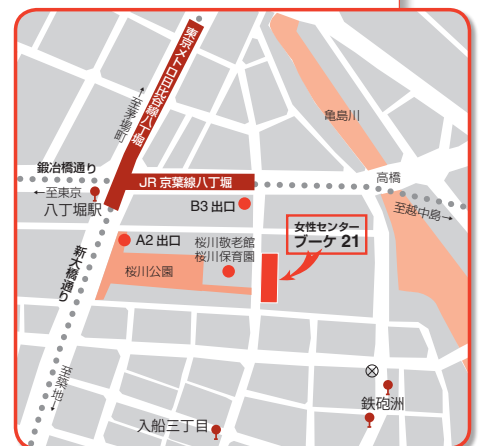 東京メトロ日比谷線八丁堀
←至茅場町
亀島川
鍛冶橋通り
←至東京
八丁堀駅
JR 京葉線八丁堀
高橋
至越中島→
B3 出口
女性センター
ブーケ 21
A2 出口
桜川敬老館
桜川保育園
桜川公園
新大橋通り
至築地→
鉄砲洲
入船三丁目